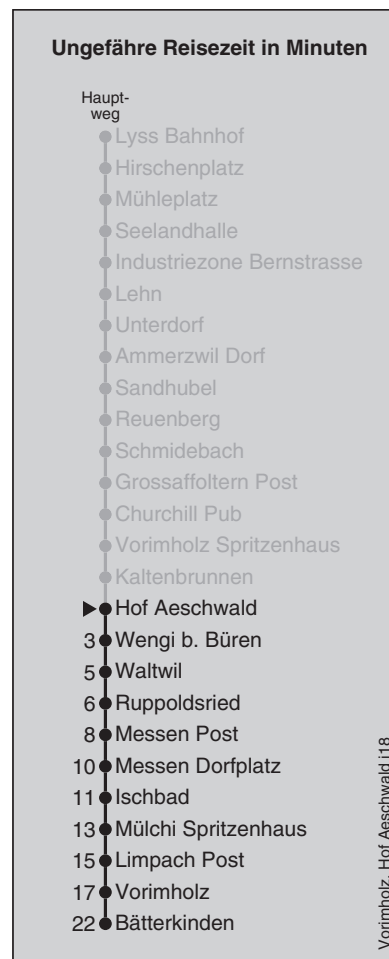 Ungefähre Reisezeit in Minuten
Haupt-
weg
Lyss Bahnhof
Hirschenplatz
Mühleplatz
Seelandhalle
Industriezone Bernstrasse
Lehn
Unterdorf
Ammerzwil Dorf
Sandhubel
Reuenberg
Schmidebach
Grossaffoltern Post
Churchill Pub
Vorimholz Spritzenhaus
Kaltenbrunnen
Hof Aeschwald
3 Wengi b. Büren
5 Waltwil
6 Ruppoldsried
8 Messen Post
10 Messen Dorfplatz
11 Ischbad
13 Mülchi Spritzenhaus
15 Limpach Post
17 Vorimholz
22 Bätterkinden
Vorimholz, Hof Aeschwald j18